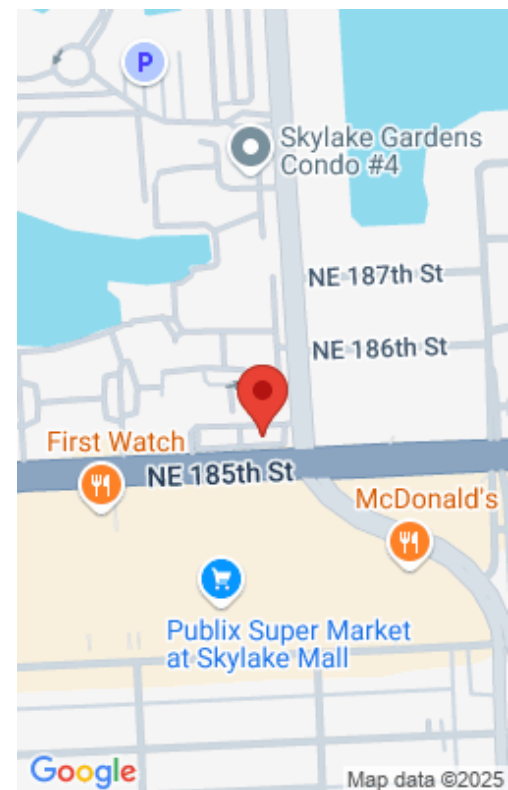 P
Skylake Gardens
Condo #4
NE 187th St
NE 186th St
First Watch
NE 185th St
McDonald's
Publix Super Market
at Skylake Mall
Google
Map data ©2025